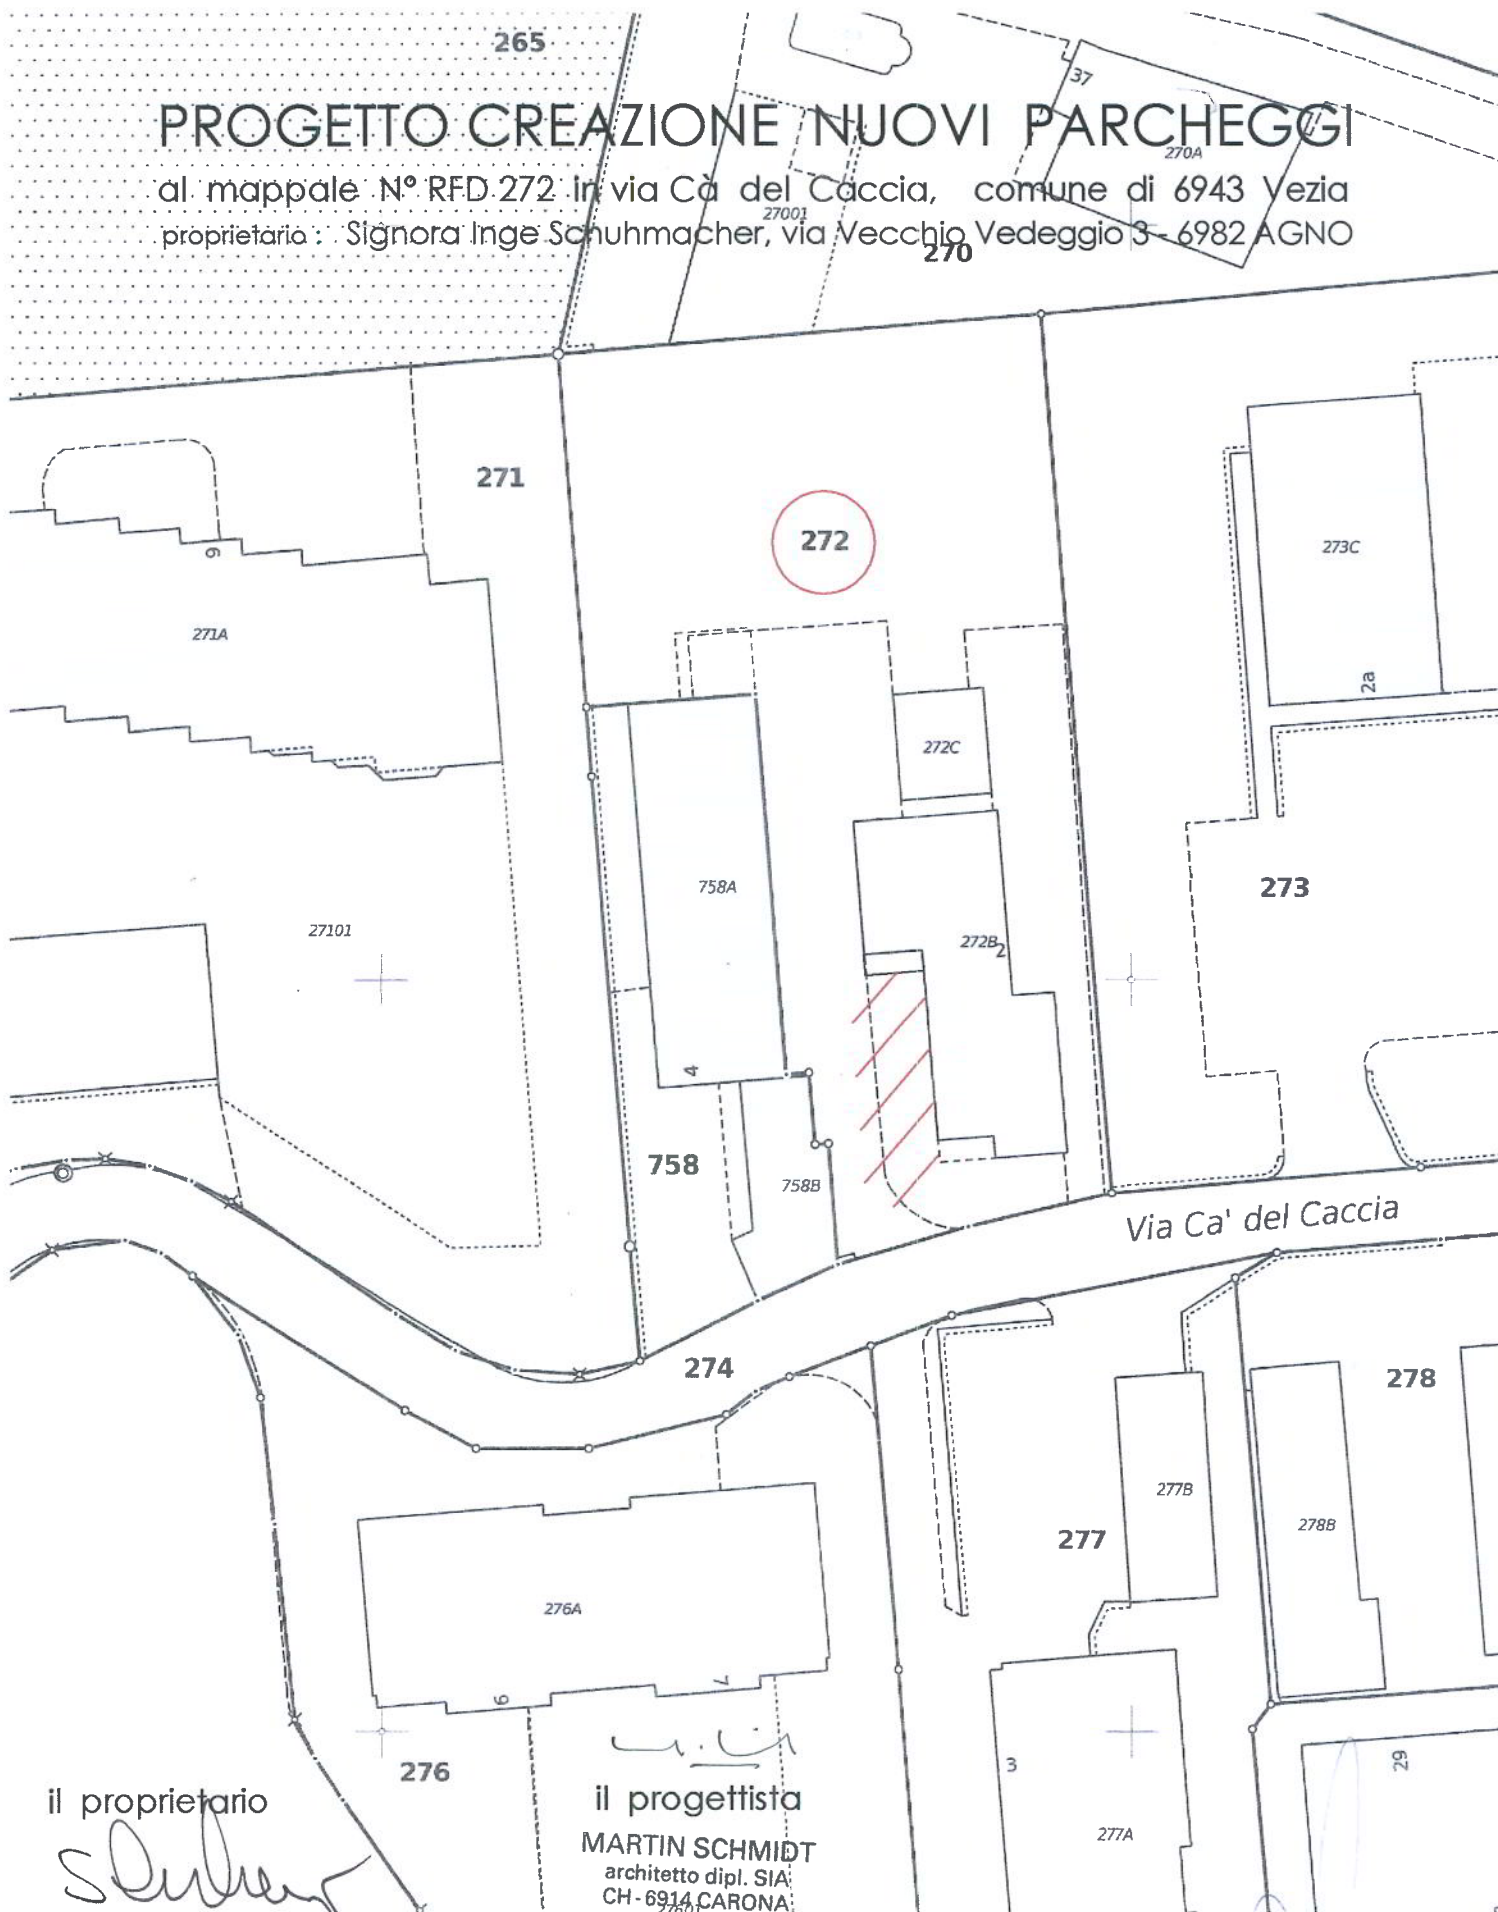 265
37
PROGETTO CREAZIONE NUOVI PARCHEGGI
270A
al mappale N° RFD 272 in via Cà del Caccia, comune di 6943 Vezia
27001
proprietario : Signora Inge Schuhmacher, via Vecchio Vedeggio 3 - 6982 AGNO
270
271
272
273C
9
271A
2a
272C
758A
273
27101
272B
2
4
758
758B
Via Ca' del Caccia
274
278
277B
278B
277
276A
9
7
276
3
29
il proprietario
il progettista
277A
MARTIN SCHMIDT
architetto dipl. SIA
CH - 6914 CARONA
27601